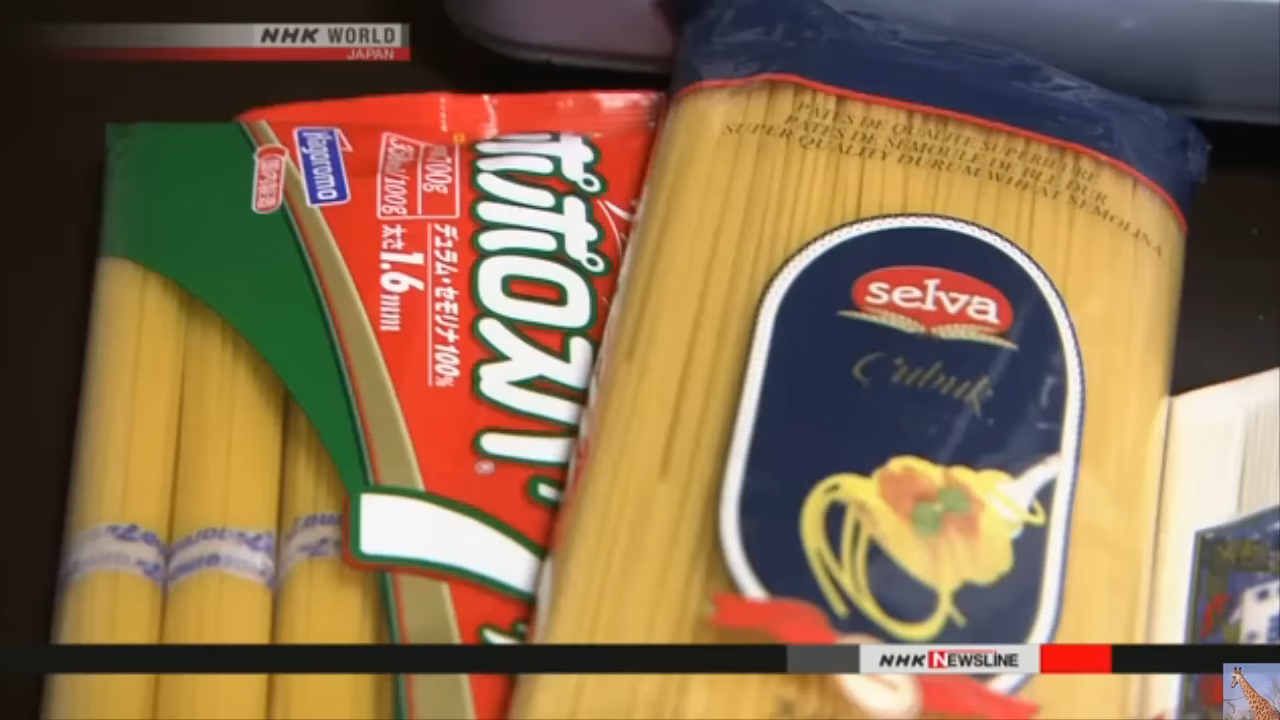 NHK WORLD
JAPAN
Hagoromo
ポポロスパ
デュラム・セモリナ100%
太さ1.6mm
PATES DE QUALITE SUPERIEURE
PATES DE SEMOULE DE BLE DUR
SUPER QUALITY DURUM WHEAT SEMOLINA
selva
Çubuk
NHK NEWSLINE